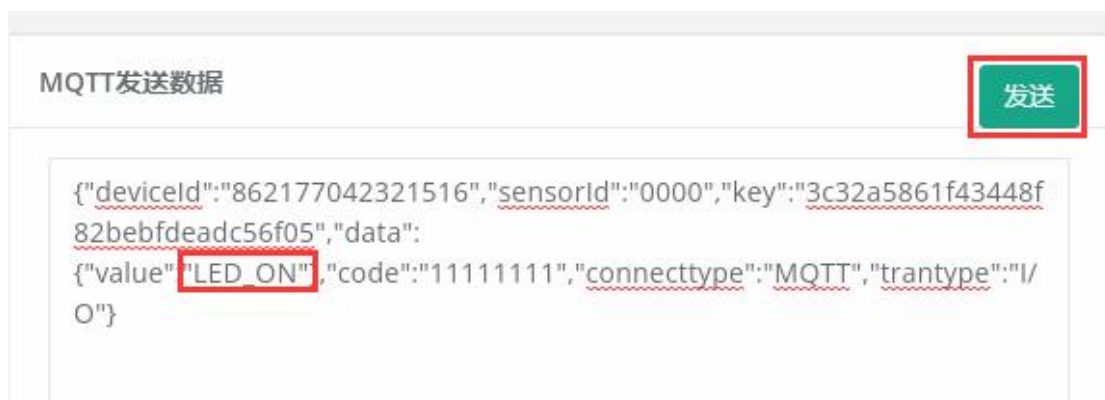 MQTT发送数据
发送
{"deviceId":"862177042321516","sensorId":"0000","key":"3c32a5861f43448f
82bebfdeadc56f05","data":
{"value":"LED_ON"},"code":"11111111","connecttype":"MQTT","trantype":"I/
O"}